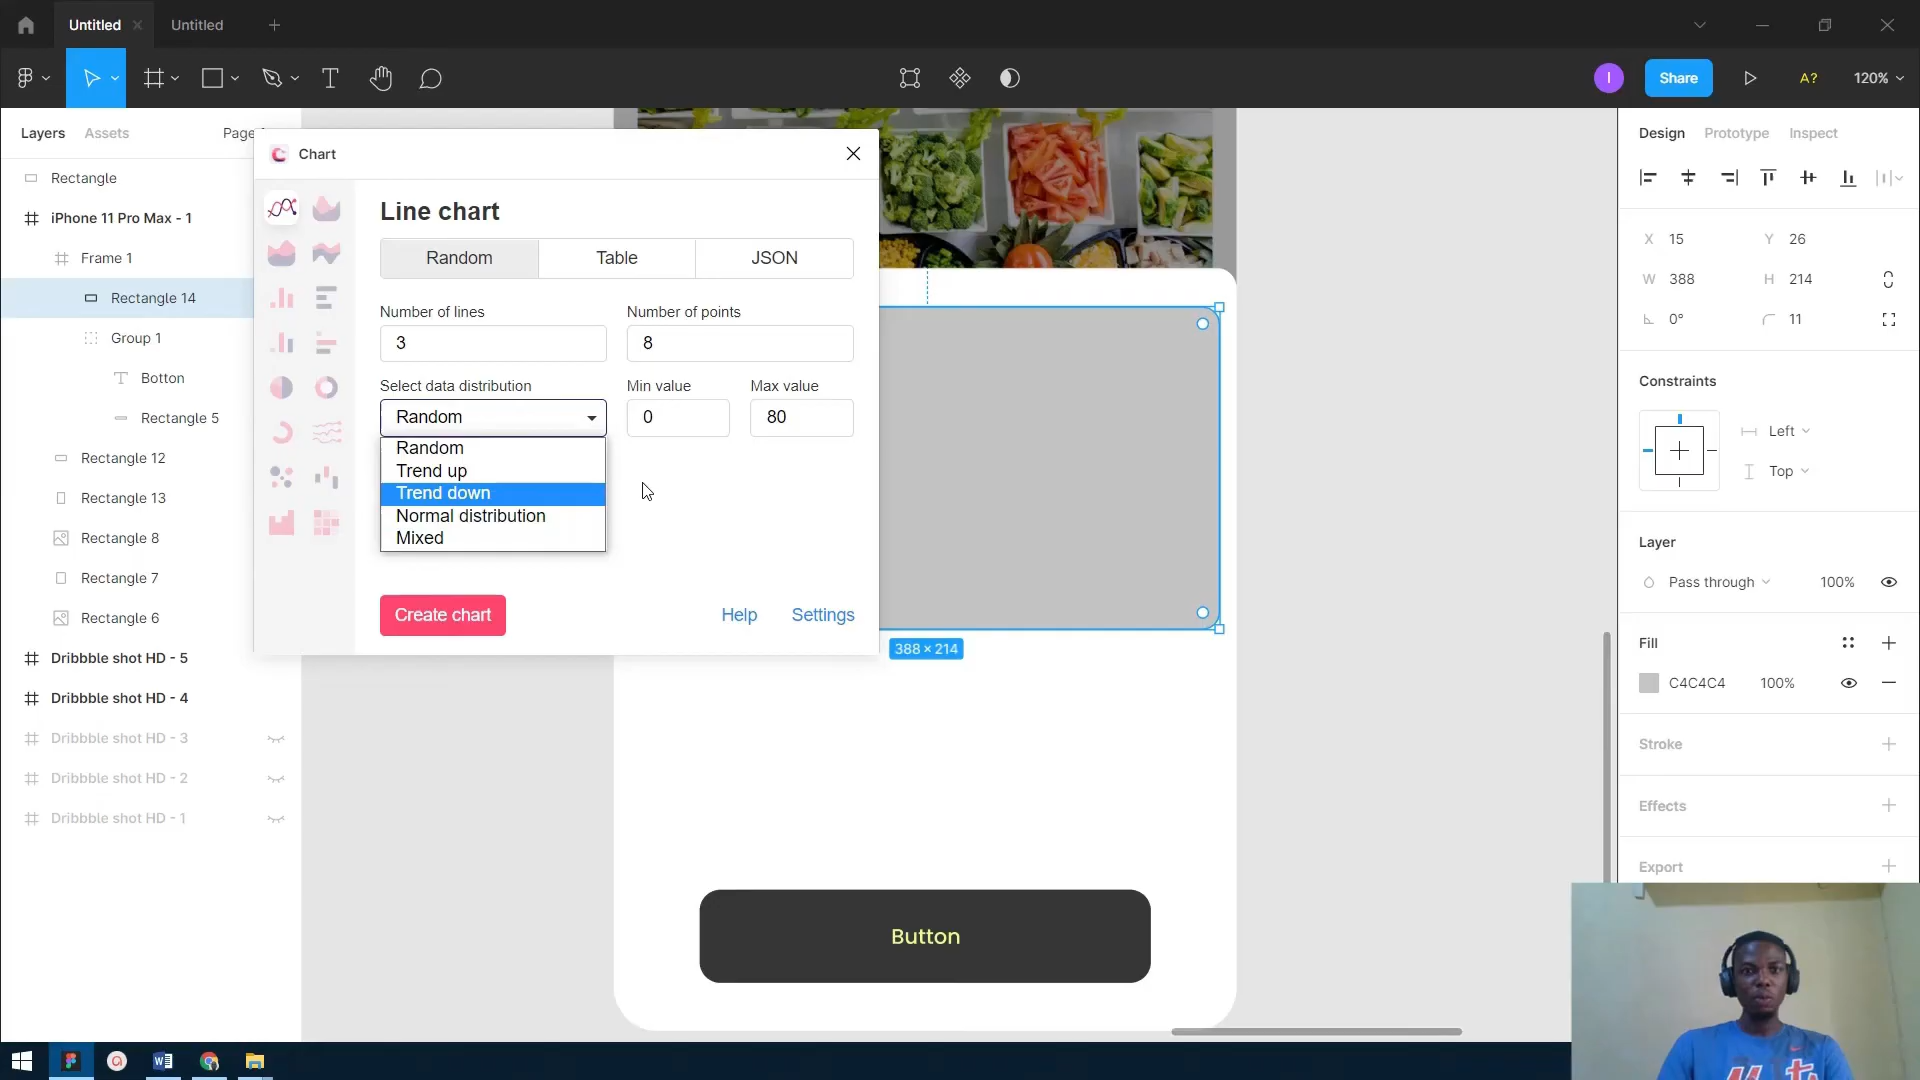 Untitled
Untitled
Share
A?
120%
I
Layers
Assets
Page
Rectangle
iPhone 11 Pro Max - 1
Frame 1
Rectangle 14
Group 1
Botton
Rectangle 5
Rectangle 12
Rectangle 13
Rectangle 8
Rectangle 7
Rectangle 6
Dribbble shot HD - 5
Dribbble shot HD - 4
Dribbble shot HD - 3
Dribbble shot HD - 2
Dribbble shot HD - 1
Chart
Line chart
Random
Table
JSON
Number of lines
Number of points
3
8
Select data distribution
Min value
Max value
Random
0
80
Random
Trend up
Trend down
Normal distribution
Mixed
Create chart
Help
Settings
388 × 214
Button
Design
Prototype
Inspect
X 15
Y 26
W 388
H 214
0°
11
Constraints
Left
Top
Layer
Pass through
100%
Fill
C4C4C4
100%
Stroke
Effects
Export